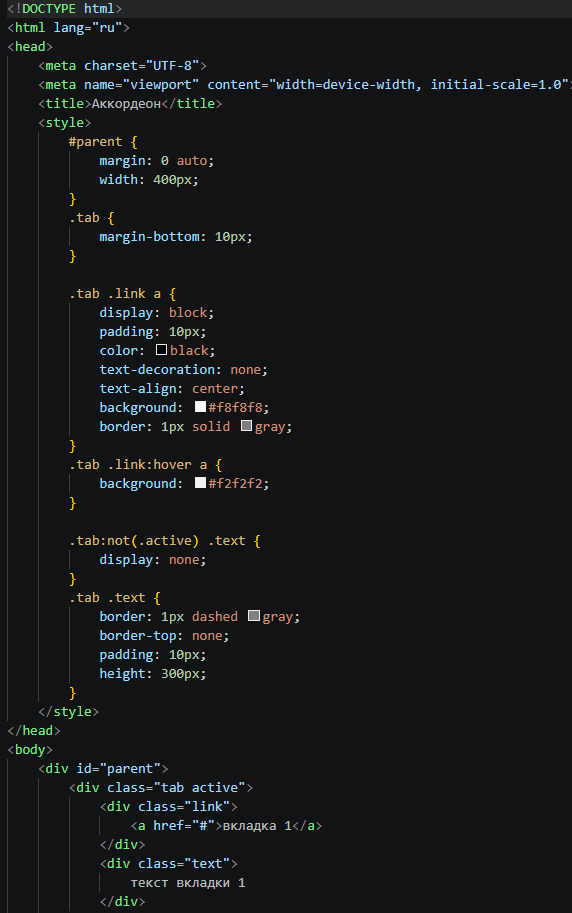 <!DOCTYPE html>
<html lang="ru">
<head>
    <meta charset="UTF-8">
    <meta name="viewport" content="width=device-width, initial-scale=1.0">
    <title>Аккордеон</title>
    <style>
        #parent {
            margin: 0 auto;
            width: 400px;
        }
        .tab {
            margin-bottom: 10px;
        }

        .tab .link a {
            display: block;
            padding: 10px;
            color: black;
            text-decoration: none;
            text-align: center;
            background: #f8f8f8;
            border: 1px solid gray;
        }
        .tab .link:hover a {
            background: #f2f2f2;
        }

        .tab:not(.active) .text {
            display: none;
        }
        .tab .text {
            border: 1px dashed gray;
            border-top: none;
            padding: 10px;
            height: 300px;
        }
    </style>
</head>
<body>
    <div id="parent">
        <div class="tab active">
            <div class="link">
                <a href="#">вкладка 1</a>
            </div>
            <div class="text">
                текст вкладки 1
            </div>